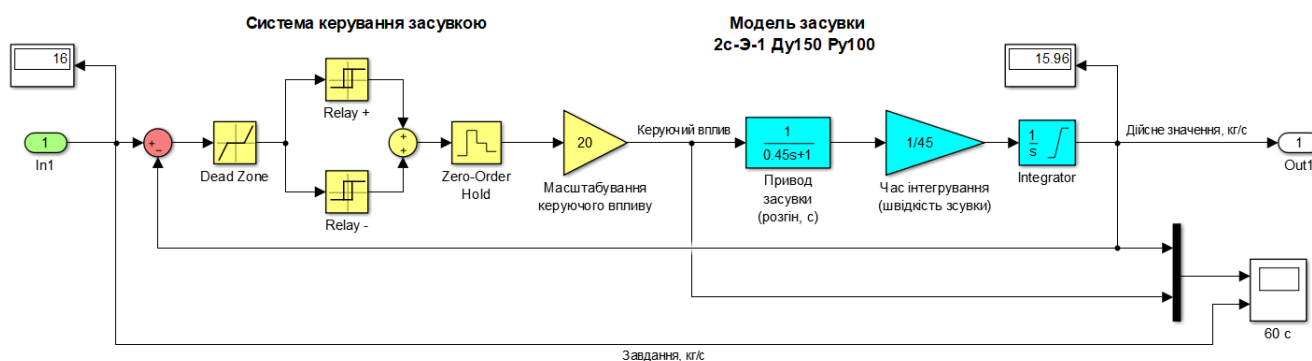 Система керування засувкою
Модель засувки
2с-Э-1 Ду150 Ру100
16
15.96
Relay +
Керуючий вплив
Дійсне значення, кг/с
1
In1
Dead Zone
Relay -
Zero-Order
Hold
20
Масштабування
керуючого впливу
1
0.45s+1
Привод
засувки
(розгін, с)
1/45
Час інтегрування
(швідкість зсувки)
1
s
Integrator
1
Out1
60 с
Завдання, кг/с